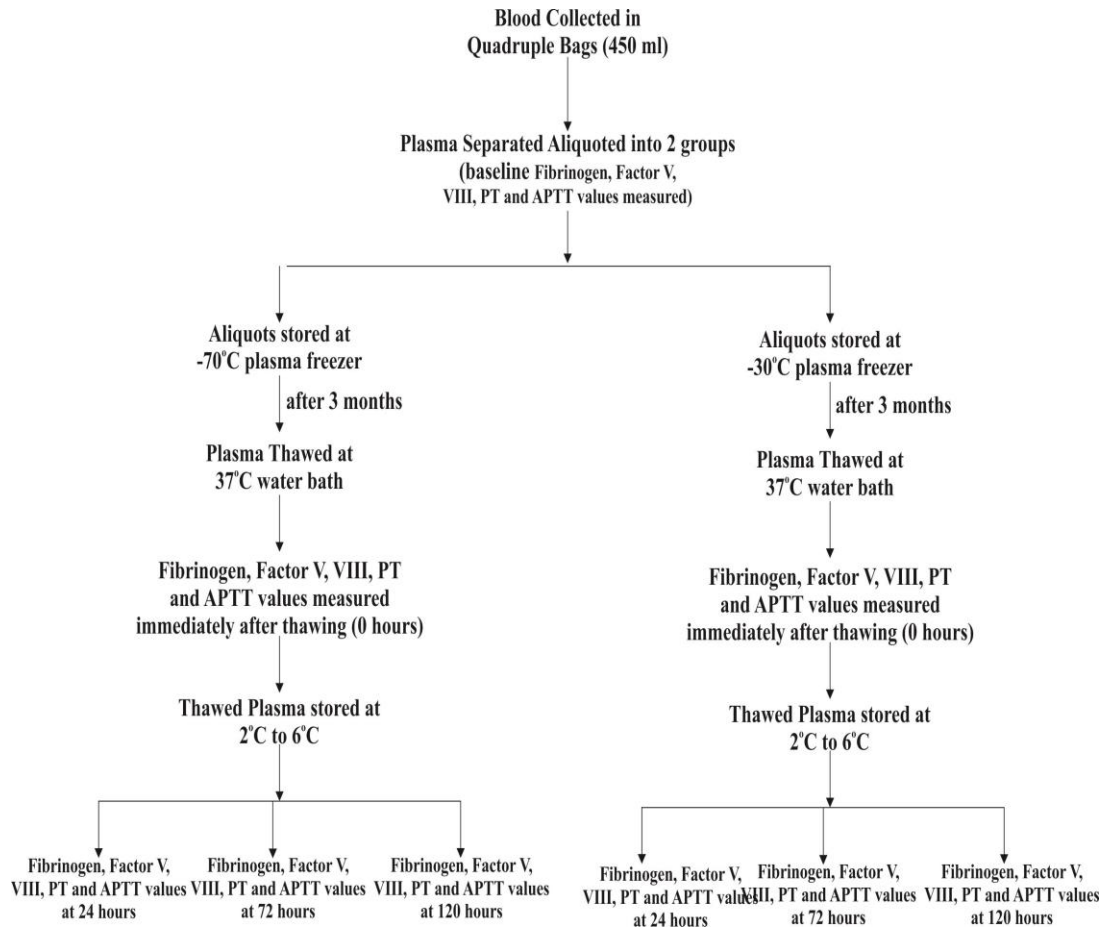 Blood Collected in
Quadruple Bags (450 ml)
Plasma Separated Aliquoted into 2 groups
(baseline Fibrinogen, Factor V,
VIII, PT and APTT values measured)
Aliquots stored at
-70°C plasma freezer
after 3 months
Plasma Thawed at
37°C water bath
Fibrinogen, Factor V, VIII, PT
and APTT values measured
immediately after thawing (0 hours)
Thawed Plasma stored at
2°C to 6°C
Fibrinogen, Factor V,
VIII, PT and APTT values
at 24 hours
Fibrinogen, Factor V,
VIII, PT and APTT values
at 72 hours
Fibrinogen, Factor V,
VIII, PT and APTT values
at 120 hours
Aliquots stored at
-30°C plasma freezer
after 3 months
Plasma Thawed at
37°C water bath
Fibrinogen, Factor V, VIII, PT
and APTT values measured
immediately after thawing (0 hours)
Thawed Plasma stored at
2°C to 6°C
Fibrinogen, Factor V,
VIII, PT and APTT values
at 24 hours
Fibrinogen, Factor V,
VIII, PT and APTT values
at 72 hours
Fibrinogen, Factor V,
VIII, PT and APTT values
at 120 hours